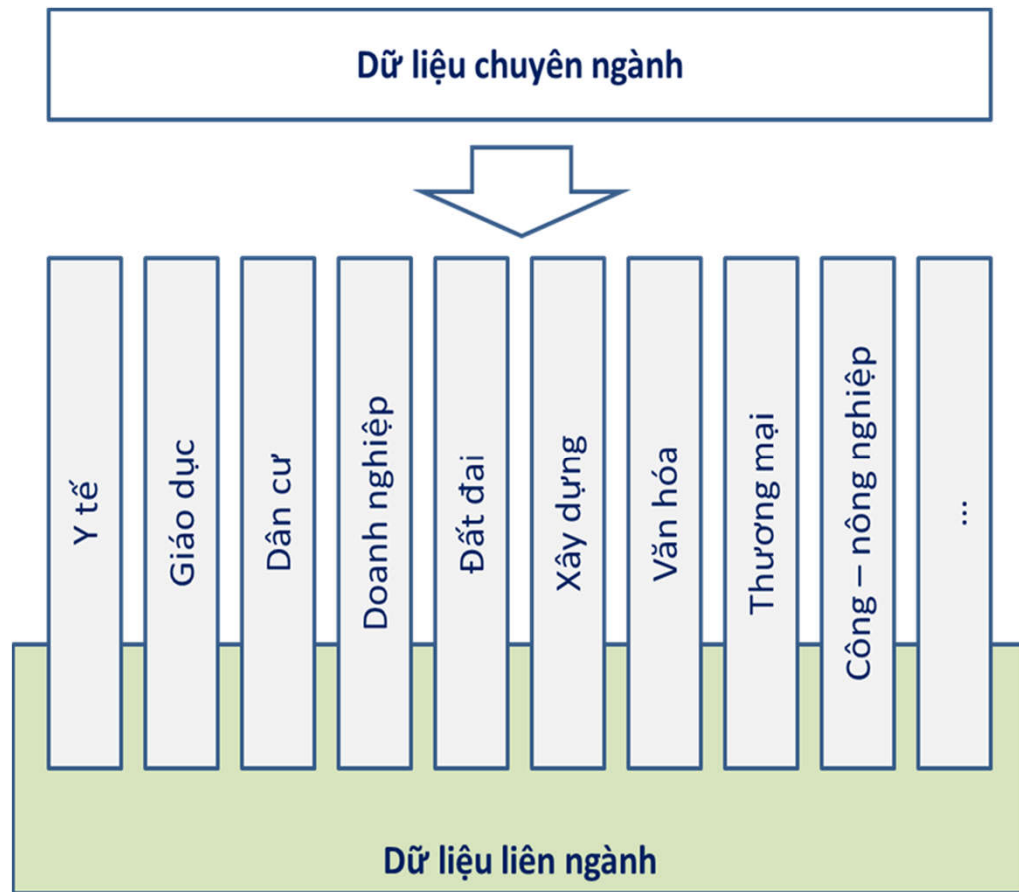 Dữ liệu chuyên ngành
Y tế
Giáo dục
Dân cư
Doanh nghiệp
Đất đai
Xây dựng
Văn hóa
Thương mại
Công – nông nghiệp
...
Dữ liệu liên ngành